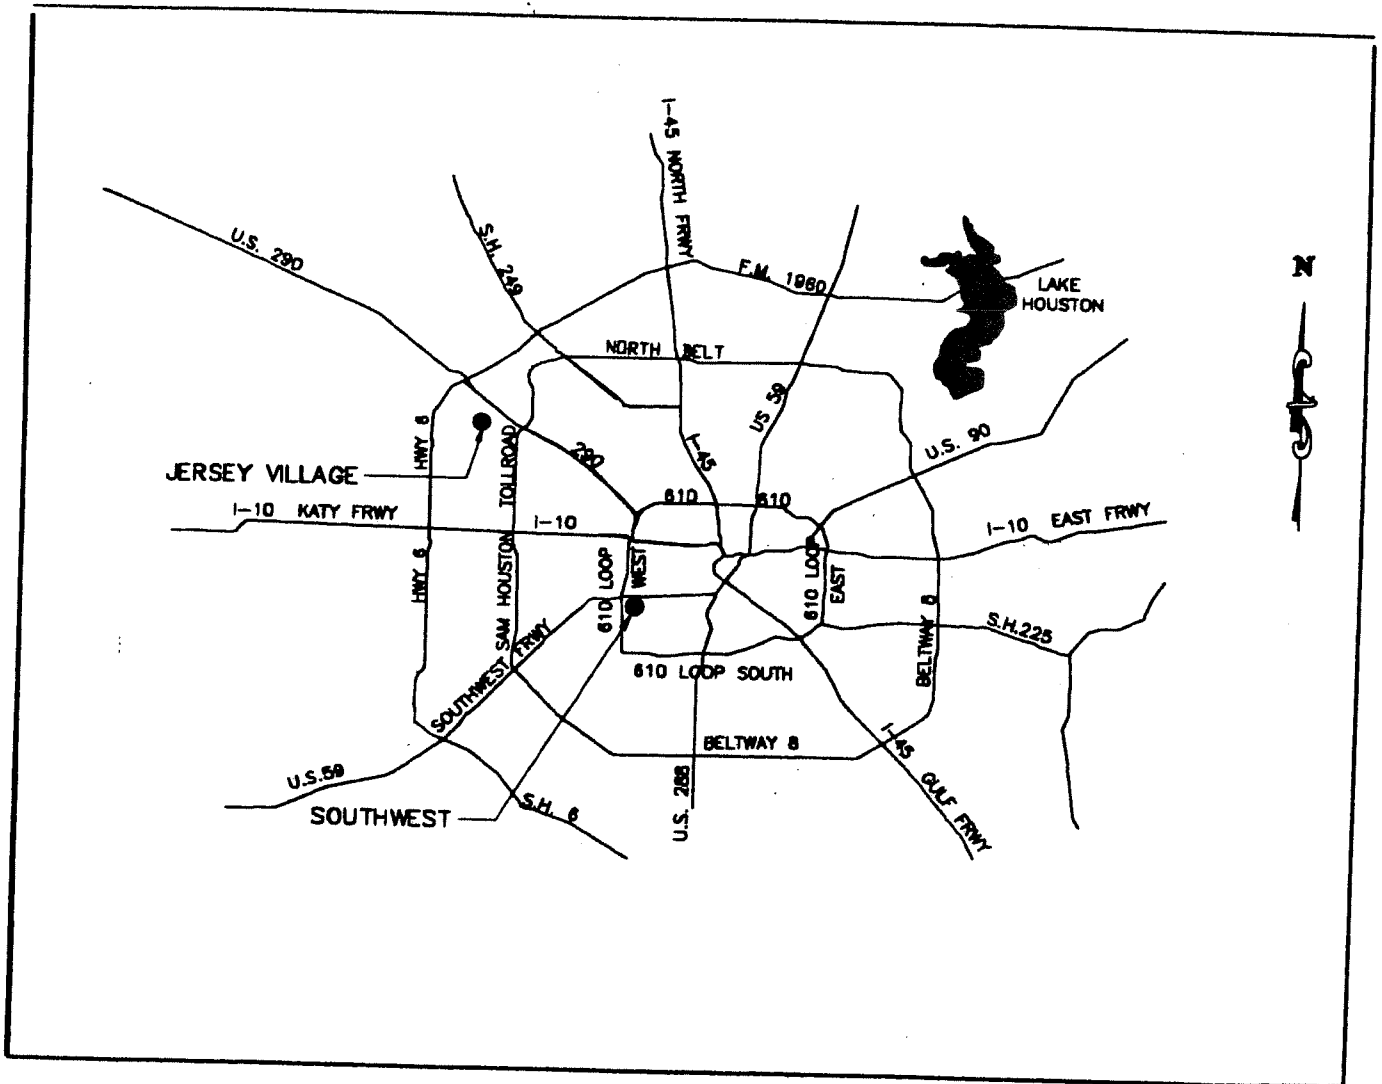 I-45 NORTH FRWY
U.S. 290
S.H. 249
F.M. 1960
N
LAKE
HOUSTON
NORTH BELT
US 59
HWY 6
TOLLROAD
290
I-45
U.S. 90
JERSEY VILLAGE
610
610
I-10 KATY FRWY
I-10
I-10 EAST FRWY
HWY 6
SAM HOUSTON
610 LOOP
WEST
610 LOOP
EAST
BELTWAY 8
S.H.225
SOUTHWEST FRWY
610 LOOP SOUTH
BELTWAY 8
I-45 GULF FRWY
U.S.59
U.S. 288
SOUTHWEST
S.H. 6